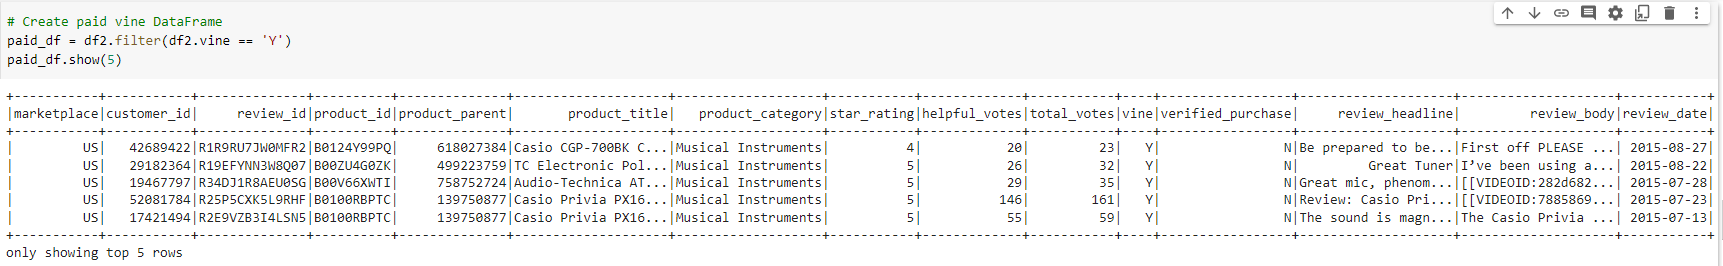 # Create paid vine DataFrame
paid_df = df2.filter(df2.vine == 'Y')
paid_df.show(5)
+-----------+-----------+--------------+----------+--------------+--------------------+-------------------+-----------+-------------+-----------+----+-----------------+--------------------+--------------------+-----------+
|marketplace|customer_id|     review_id|product_id|product_parent|       product_title|   product_category|star_rating|helpful_votes|total_votes|vine|verified_purchase|     review_headline|         review_body|review_date|
+-----------+-----------+--------------+----------+--------------+--------------------+-------------------+-----------+-------------+-----------+----+-----------------+--------------------+--------------------+-----------+
|         US|   42689422|R1R9RU7JW0MFR2|B0124Y99PQ|     618027384|Casio CGP-700BK C...|Musical Instruments|          4|           20|         23|   Y|                N|Be prepared to be...|First off PLEASE ...| 2015-08-27|
|         US|   29182364|R19EFYNN3W8Q07|B00ZU4G0ZK|     499223759|TC Electronic Pol...|Musical Instruments|          5|           26|         32|   Y|                N|         Great Tuner|I’ve been using a...| 2015-08-22|
|         US|   19467797|R34DJ1R8AEU0SG|B00V66XWTI|     758752724|Audio-Technica AT...|Musical Instruments|          5|           29|         35|   Y|                N|Great mic, phenom...|[[VIDEOID:282d682...| 2015-07-28|
|         US|   52081784|R25P5CXK5L9RHF|B0100RBPTC|     139750877|Casio Privia PX16...|Musical Instruments|          5|          146|        161|   Y|                N|Review: Casio Pri...|[[VIDEOID:7885869...| 2015-07-23|
|         US|   17421494|R2E9VZB3I4LSN5|B0100RBPTC|     139750877|Casio Privia PX16...|Musical Instruments|          5|           55|         59|   Y|                N|The sound is magn...|The Casio Privia ...| 2015-07-13|
+-----------+-----------+--------------+----------+--------------+--------------------+-------------------+-----------+-------------+-----------+----+-----------------+--------------------+--------------------+-----------+
only showing top 5 rows